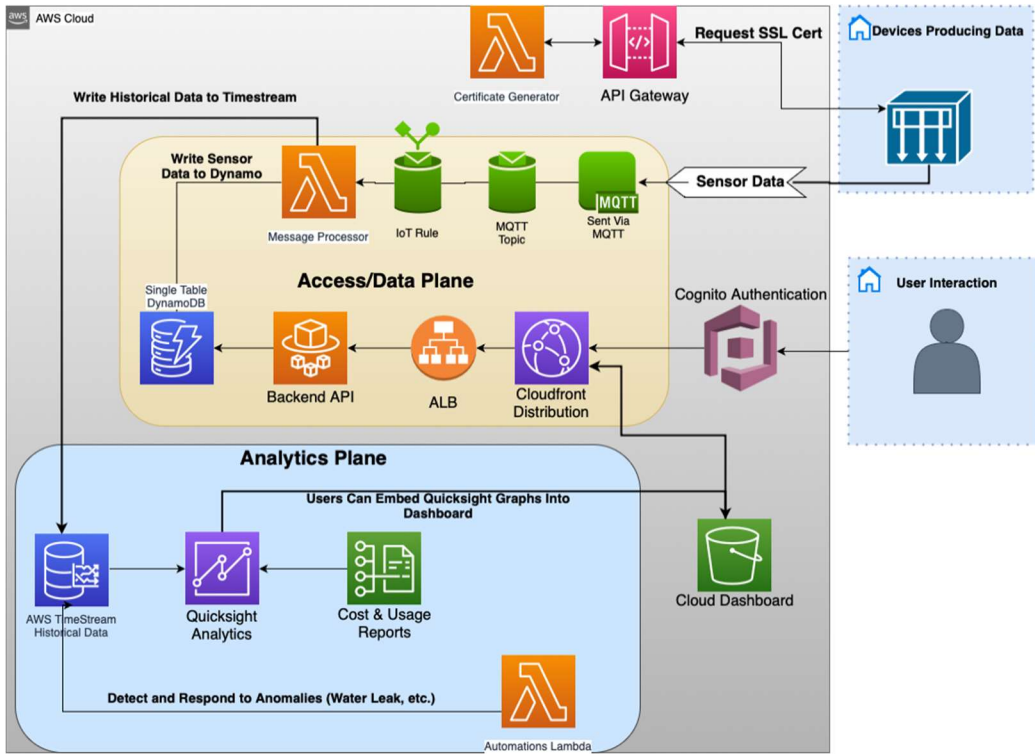 aws
AWS Cloud
Certificate Generator
API Gateway
Request SSL Cert
Devices Producing Data
Write Historical Data to Timestream
Write Sensor
Data to Dynamo
Message Processor
IoT Rule
MQTT
Topic
MQTT
Sent Via
MQTT
Sensor Data
Access/Data Plane
Single Table
DynamoDB
Backend API
ALB
Cloudfront
Distribution
Cognito Authentication
User Interaction
Analytics Plane
Users Can Embed Quicksight Graphs Into
Dashboard
AWS TimeStream
Historical Data
Quicksight
Analytics
Cost & Usage
Reports
Cloud Dashboard
Detect and Respond to Anomalies (Water Leak, etc.)
Automations Lambda